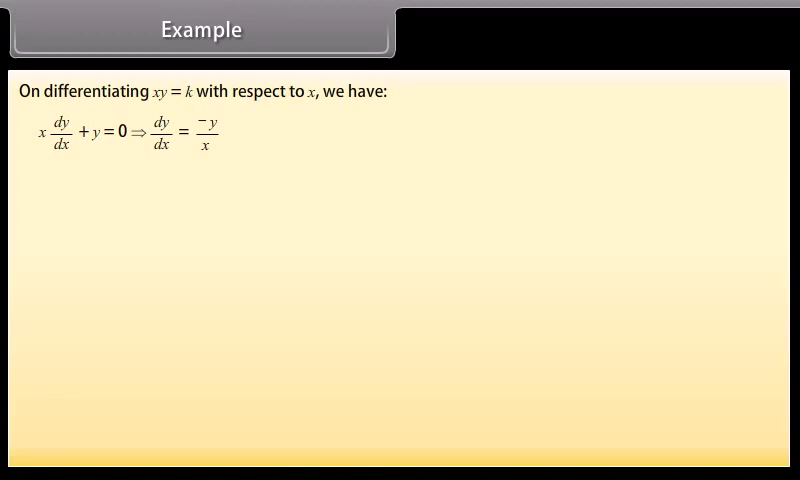 Example
On differentiating xy = k with respect to x, we have:
x dy/dx + y = 0 ⇒ dy/dx = −y/x